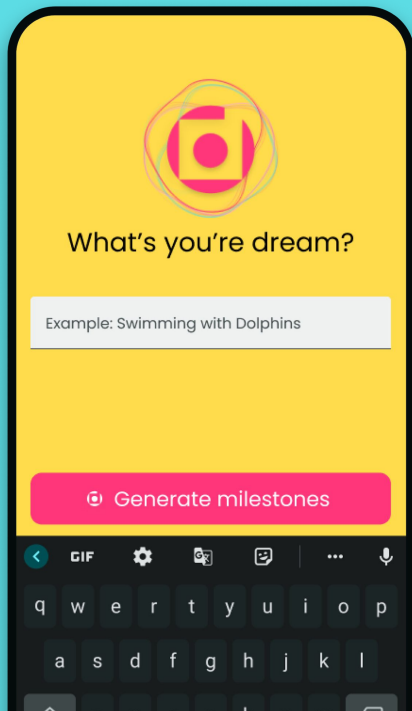 What's you're dream?
Example: Swimming with Dolphins
Generate milestones
GIF
q w e r t y u i o p
a s d f g h j k l